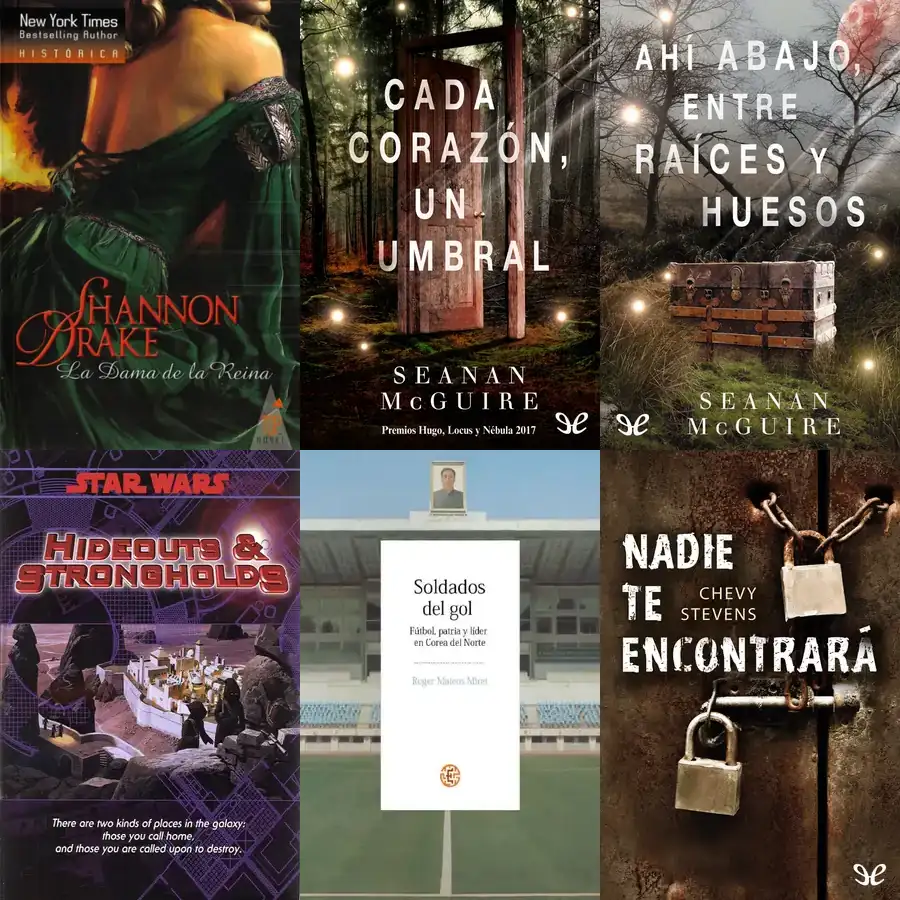 New York Times
Bestselling Author
HISTÓRICA
SHANNON
DRAKE
La Dama de la Reina
CADA
CORAZÓN,
UN
UMBRAL
SEANAN
McGUIRE
Premios Hugo, Locus y Nébula 2017
AHÍ ABAJO,
ENTRE
RAÍCES Y
HUESOS
SEANAN
McGUIRE
STAR WARS
HIDEOUTS &
STRONGHOLDS
There are two kinds of places in the galaxy:
those you call home,
and those you are called upon to destroy.
Soldados
del gol
Fútbol, patria y líder
en Corea del Norte
Roger Mateos Miret
NADIE
TE
CHEVY
STEVENS
ENCONTRARÁ